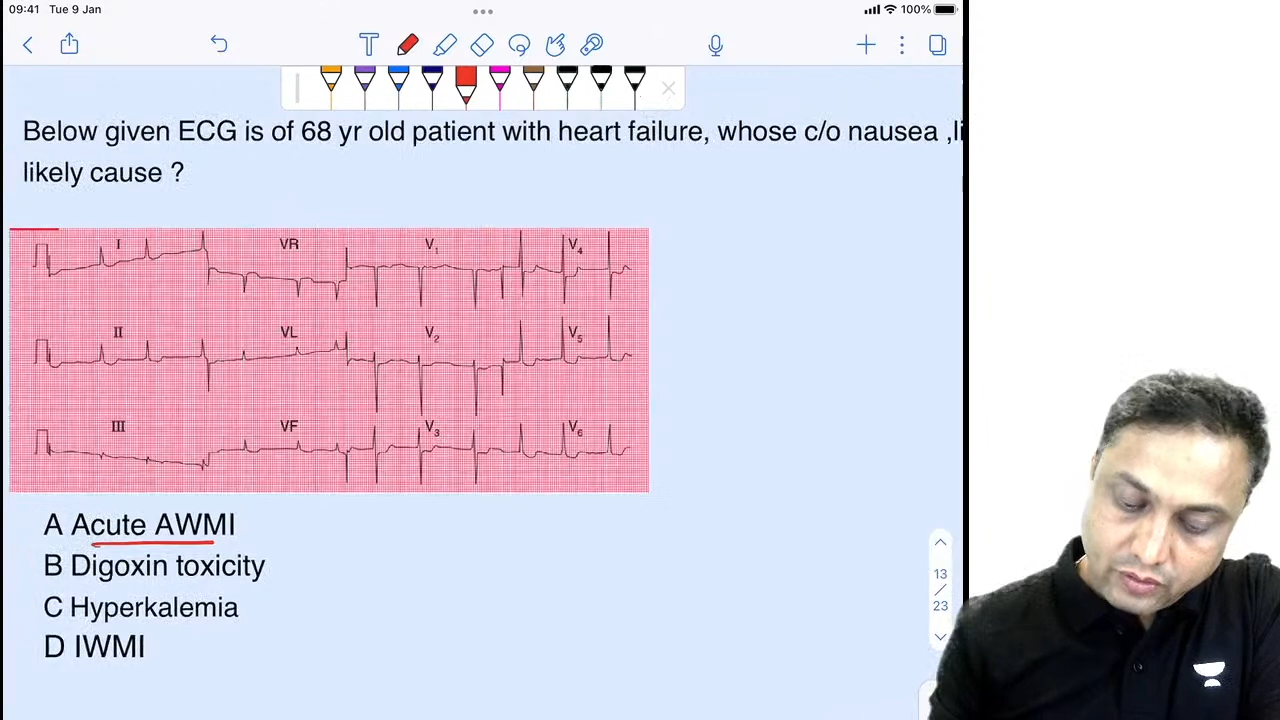 09:41 Tue 9 Jan
100%
T
Below given ECG is of 68 yr old patient with heart failure, whose c/o nausea ,li
likely cause ?
I VR V1 V4
II VL V2 V5
III VF V3 V6
A Acute AWMI
B Digoxin toxicity
C Hyperkalemia
D IWMI
13
/
23